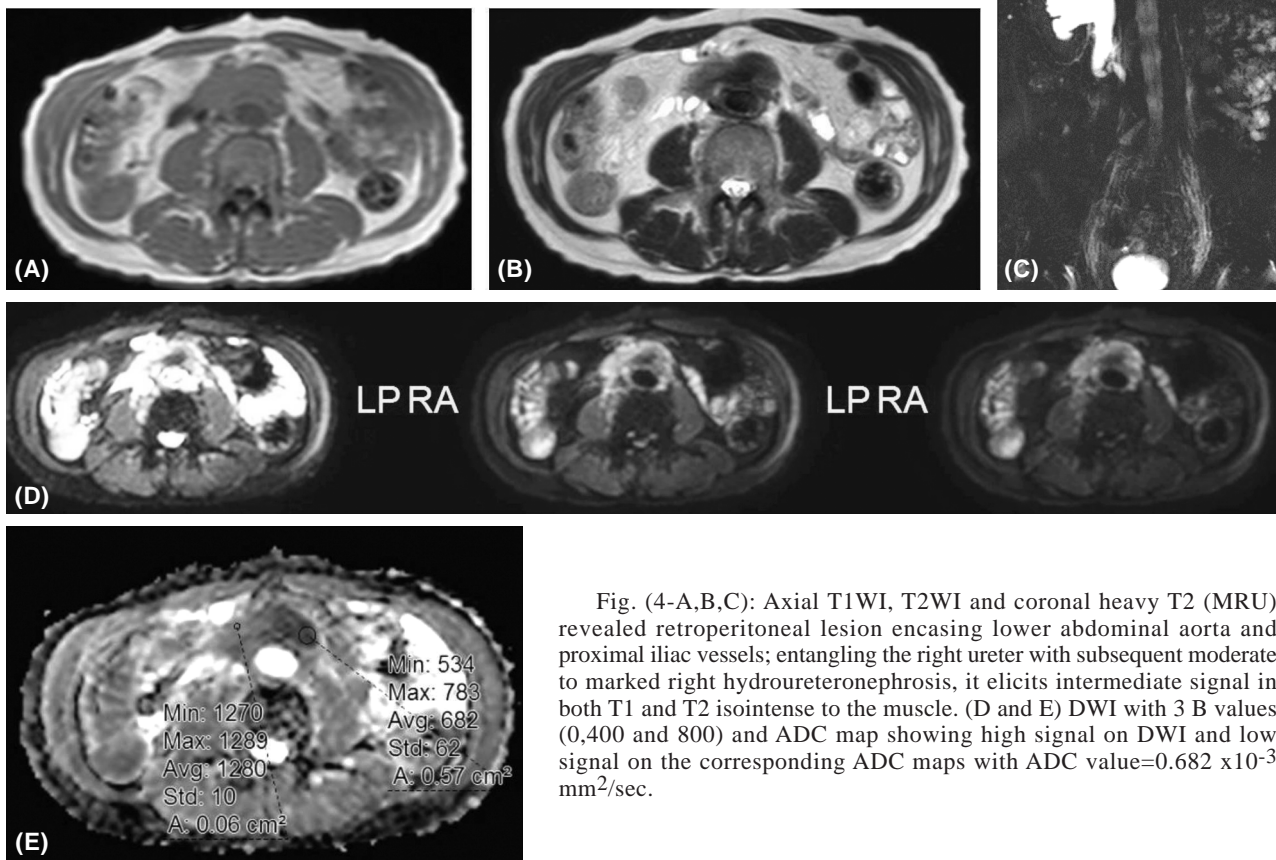 (A)
(B)
(C)
LP RA
LP RA
(D)
Min: 534
Max: 783
Avg: 682
Std: 62
A: 0.57 cm²
Min: 1270
Max: 1289
Avg: 1280
Std: 10
A: 0.06 cm²
(E)
Fig. (4-A,B,C): Axial T1WI, T2WI and coronal heavy T2 (MRU)
revealed retroperitoneal lesion encasing lower abdominal aorta and
proximal iliac vessels; entangling the right ureter with subsequent moderate
to marked right hydroureteronephrosis, it elicits intermediate signal in
both T1 and T2 isointense to the muscle. (D and E) DWI with 3 B values
(0,400 and 800) and ADC map showing high signal on DWI and low
signal on the corresponding ADC maps with ADC value=0.682 x10-3
mm2/sec.